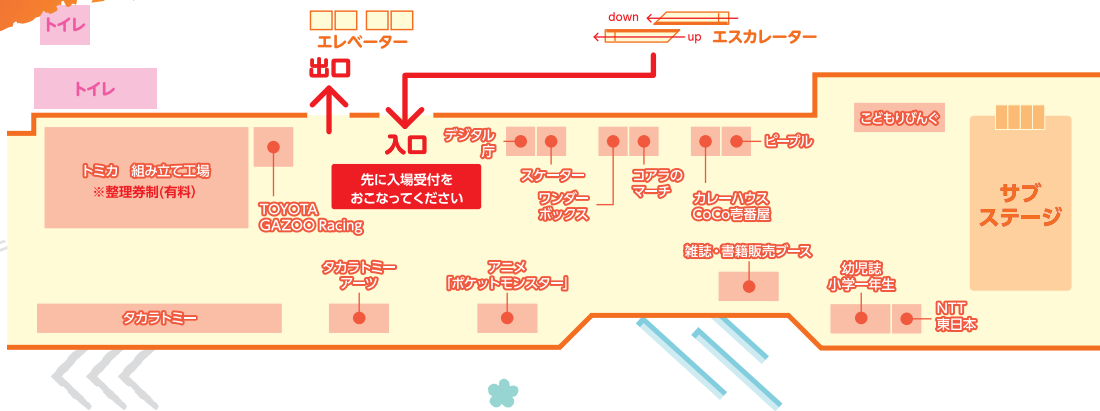 トイレ
トイレ
エレベーター
出口
down
up
エスカレーター
入口
先に入場受付を
おこなってください
トミカ 組み立て工場
※整理券制(有料)
TOYOTA
GAZOO Racing
デジタル
庁
スケーター
ワンダー
ボックス
コアラの
マーチ
カレーハウス
CoCo壱番屋
ピープル
こどもりびんぐ
サブ
ステージ
タカラトミー
タカラトミー
アーツ
アニメ
「ポケットモンスター」
雑誌・書籍販売ブース
幼児誌
小学一年生
NTT
東日本